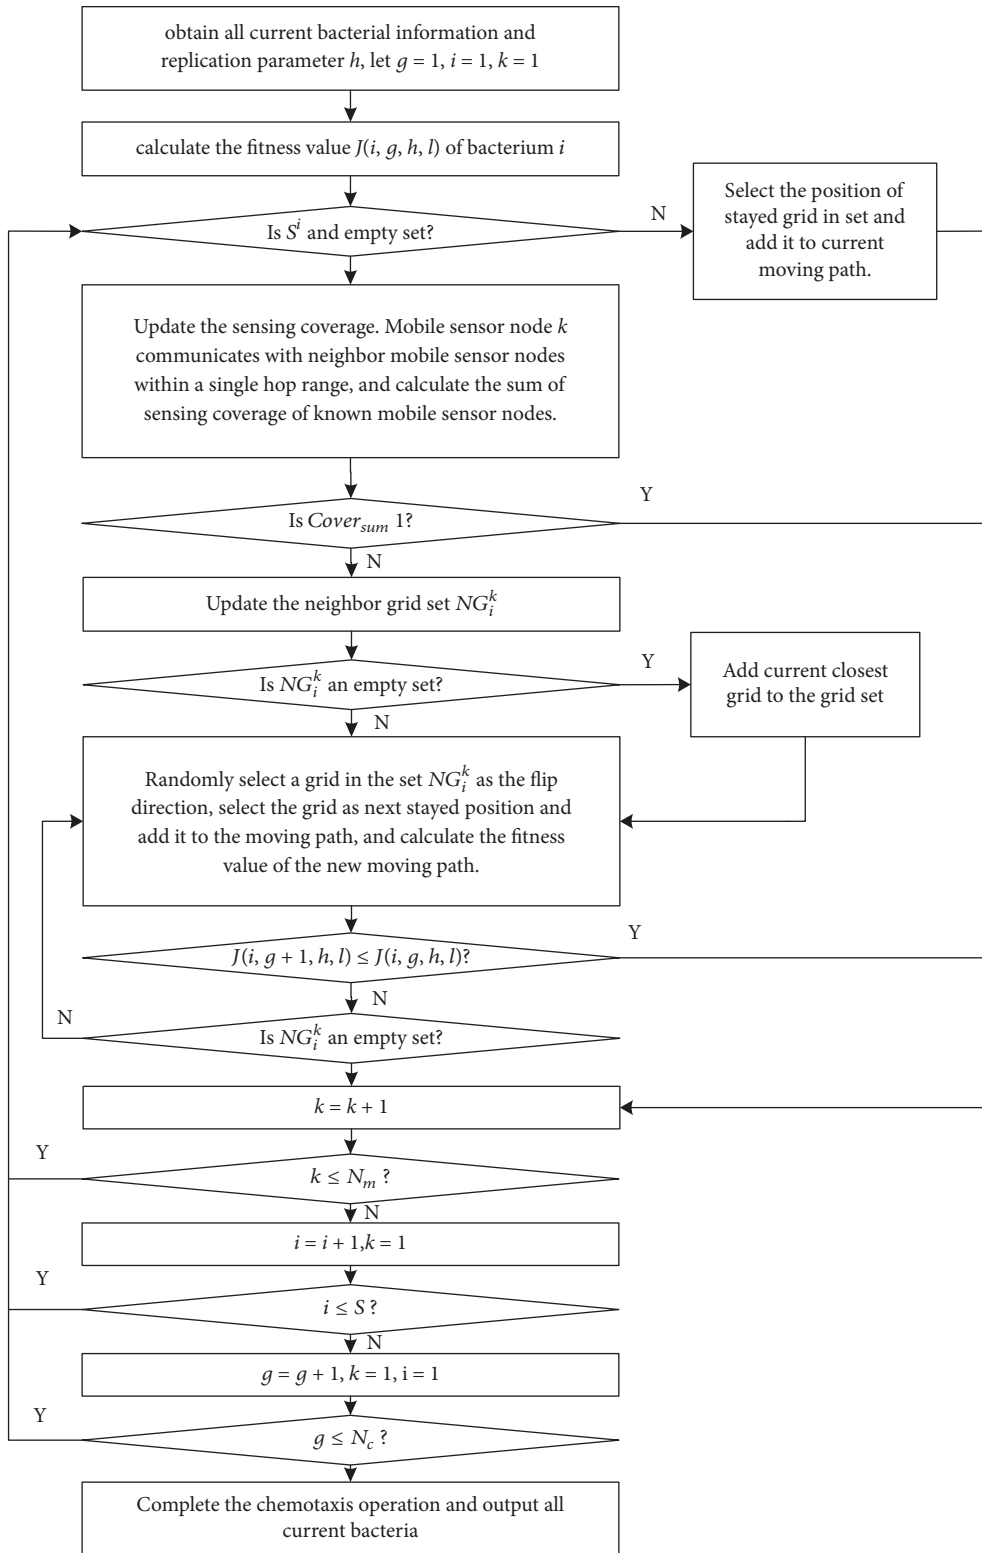 obtain all current bacterial information and
replication parameter h, let g = 1, i = 1, k = 1
calculate the fitness value J(i, g, h, l) of bacterium i
Is S^i and empty set?
N
Select the position of
stayed grid in set and
add it to current
moving path.
Update the sensing coverage. Mobile sensor node k
communicates with neighbor mobile sensor nodes
within a single hop range, and calculate the sum of
sensing coverage of known mobile sensor nodes.
Is Cover_sum 1?
Y
N
Update the neighbor grid set NG_i^k
Is NG_i^k an empty set?
Y
Add current closest
grid to the grid set
N
Randomly select a grid in the set NG_i^k as the flip
direction, select the grid as next stayed position and
add it to the moving path, and calculate the fitness
value of the new moving path.
J(i, g + 1, h, l) ≤ J(i, g, h, l)?
Y
N
Is NG_i^k an empty set?
N
k = k + 1
k ≤ N_m ?
Y
N
i = i + 1,k = 1
i ≤ S ?
Y
N
g = g + 1, k = 1, i = 1
g ≤ N_c ?
Y
Complete the chemotaxis operation and output all
current bacteria